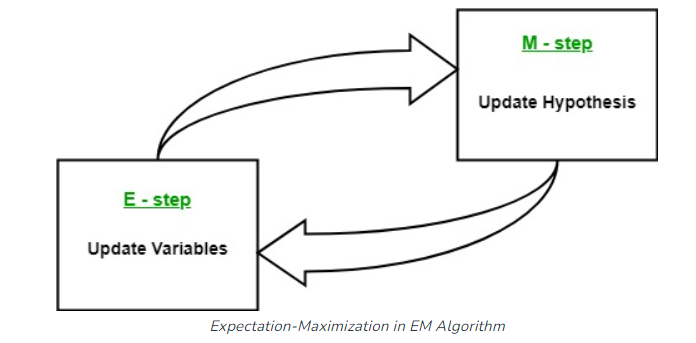 M - step
Update Hypothesis
E - step
Update Variables
Expectation-Maximization in EM Algorithm